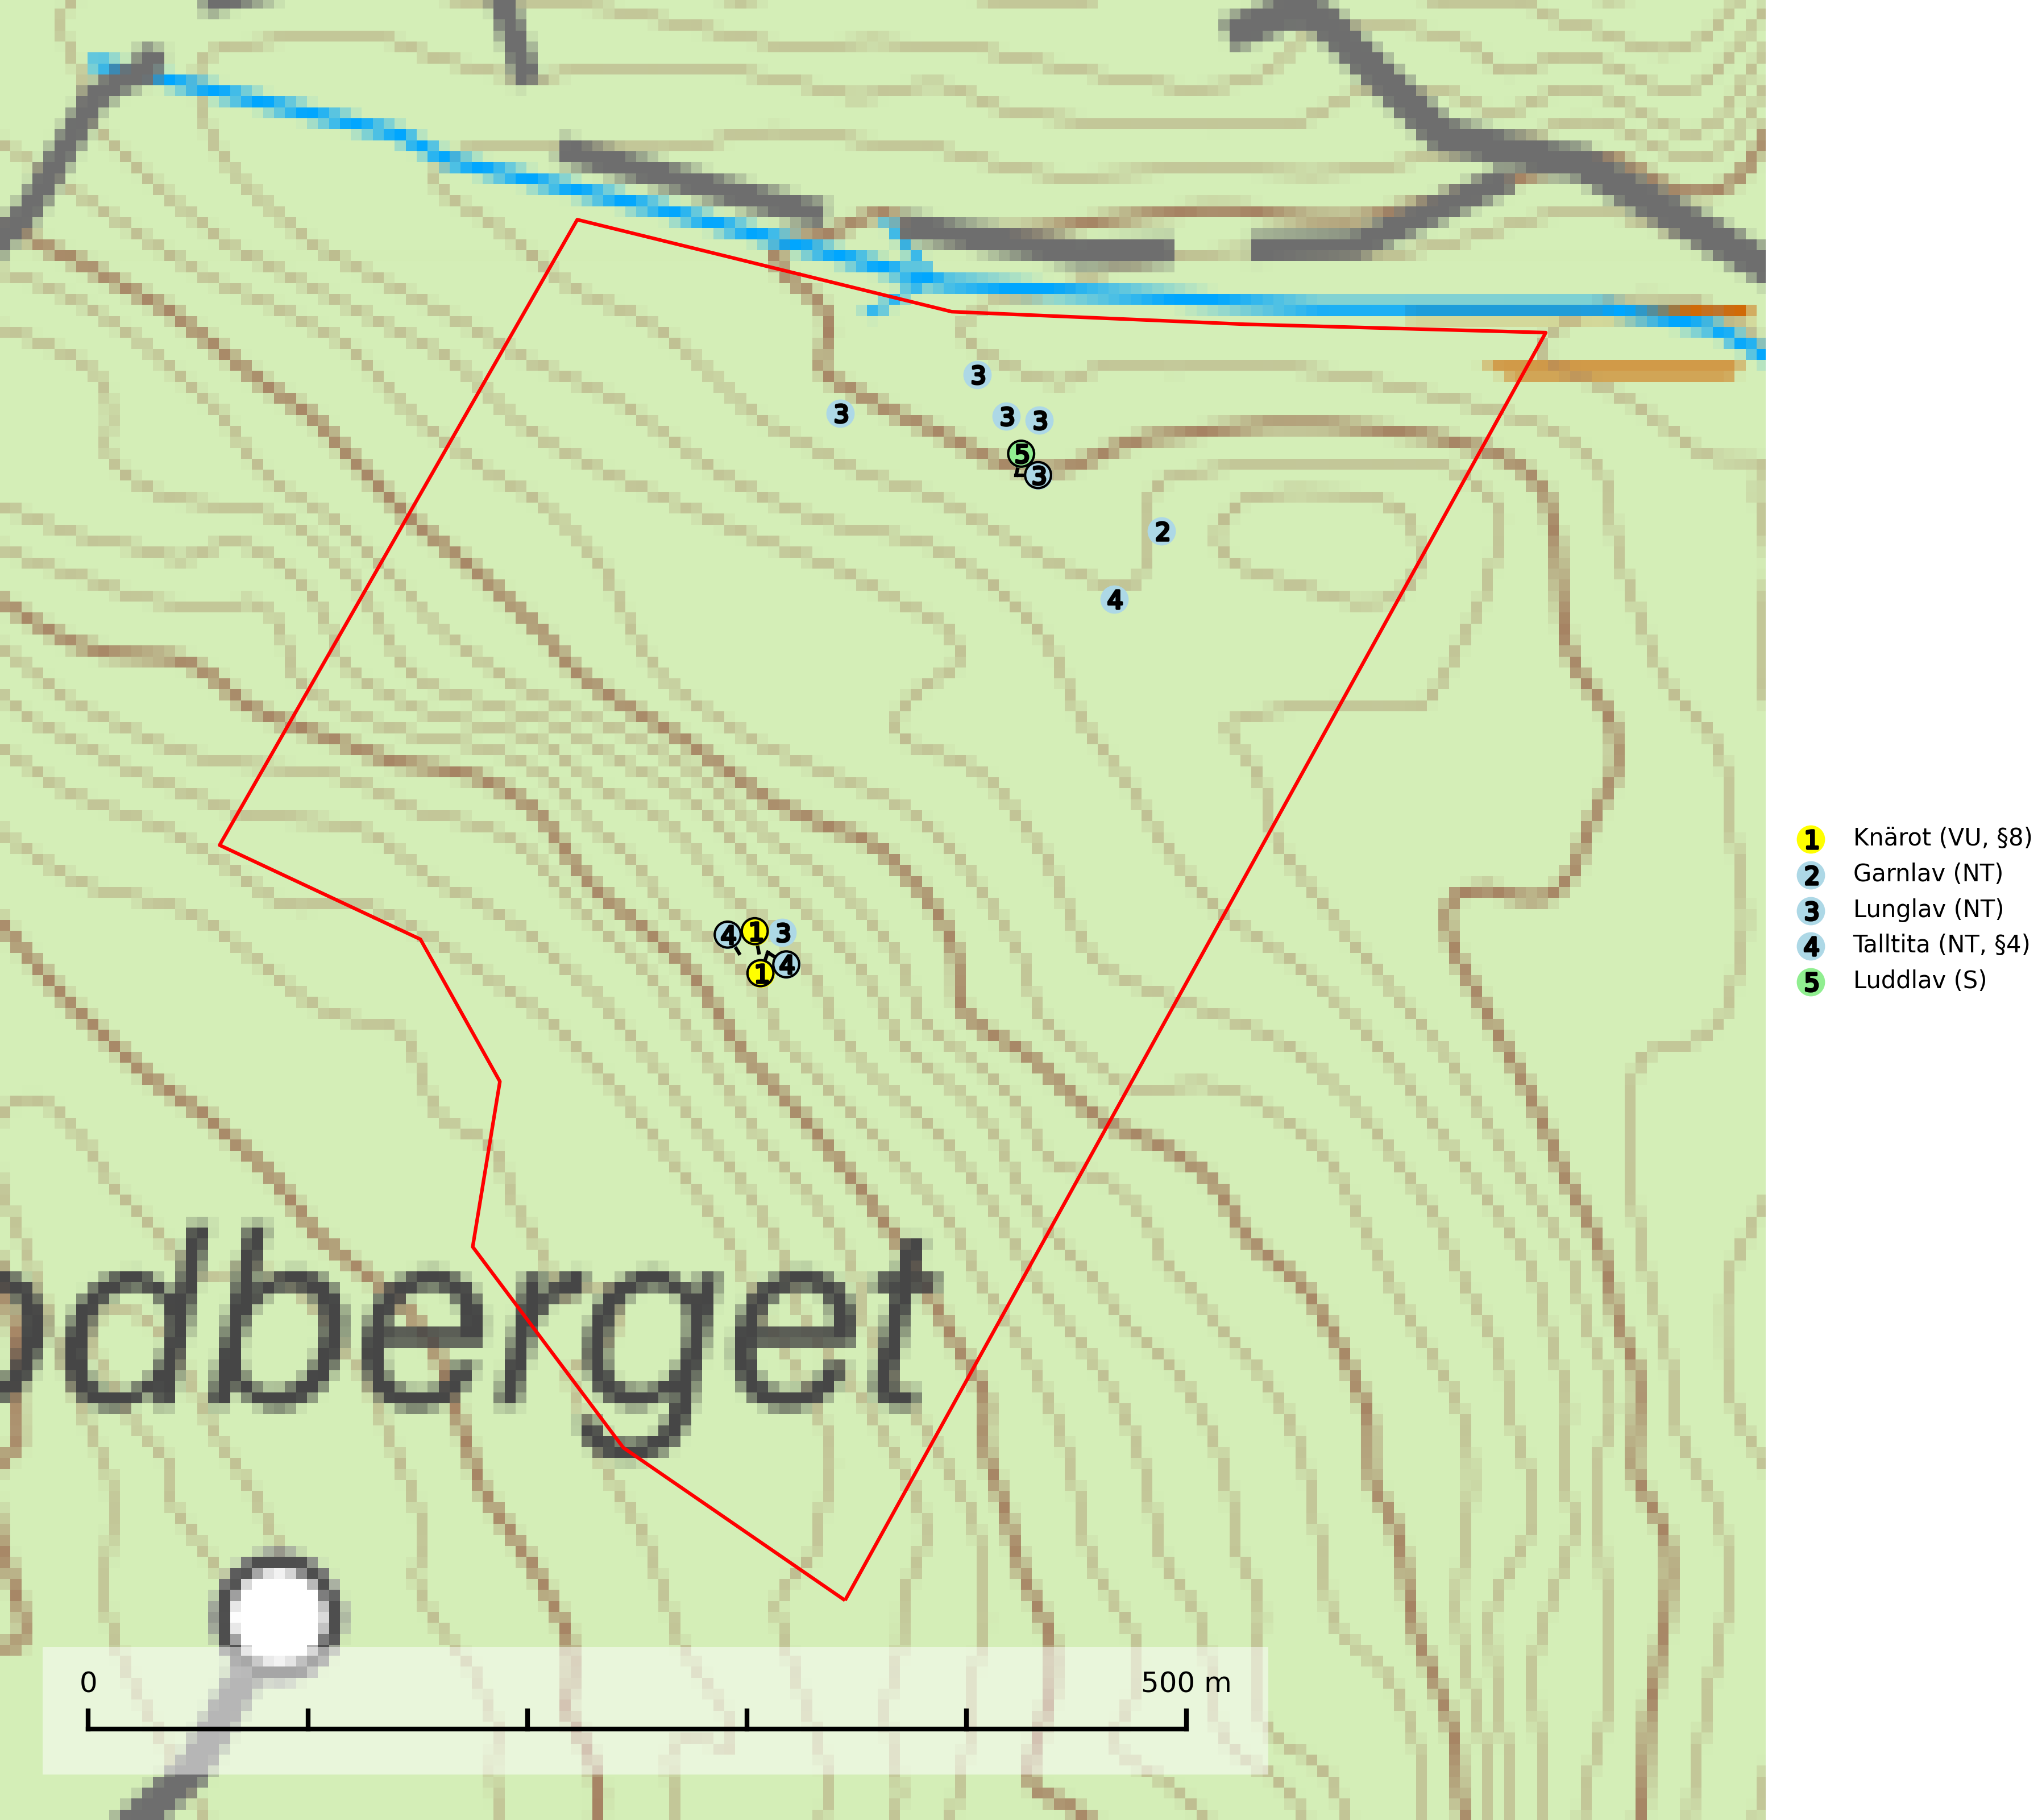 3
3
3
3
5
3
2
4
4
1
3
1
4
dberget
0
500 m
1 Knärot (VU, §8)
2 Garnlav (NT)
3 Lunglav (NT)
4 Talltita (NT, §4)
5 Luddlav (S)